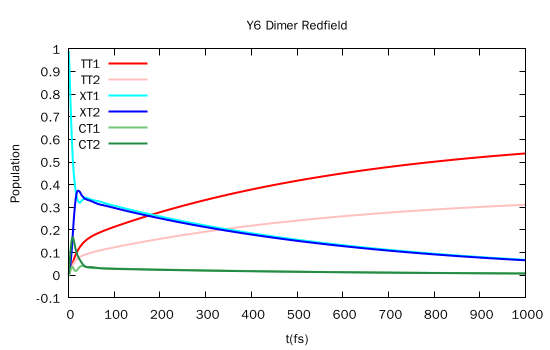 Y6 Dimer Redfield
1
0.9
0.8
0.7
0.6
0.5
0.4
0.3
0.2
0.1
0
-0.1
Population
TT1
TT2
XT1
XT2
CT1
CT2
0 100 200 300 400 500 600 700 800 900 1000
t(fs)